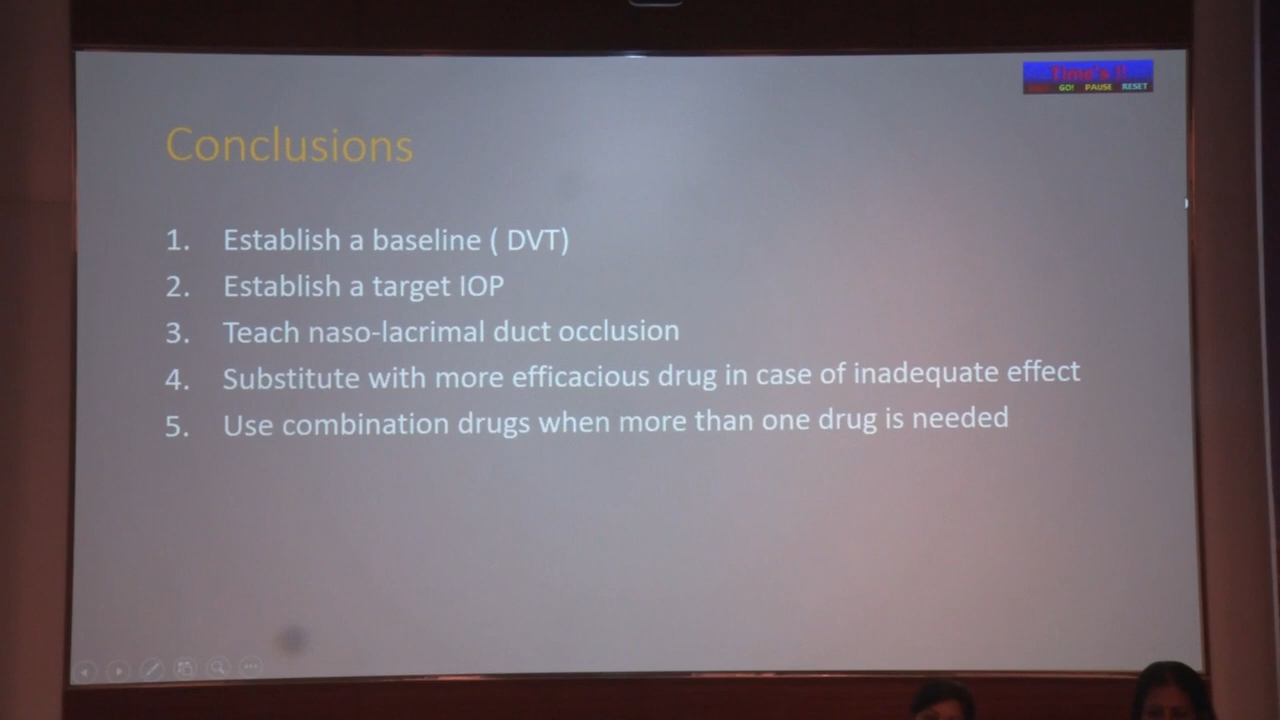 Time's !!
GO! PAUSE RESET
Conclusions
1. Establish a baseline ( DVT)
2. Establish a target IOP
3. Teach naso-lacrimal duct occlusion
4. Substitute with more efficacious drug in case of inadequate effect
5. Use combination drugs when more than one drug is needed